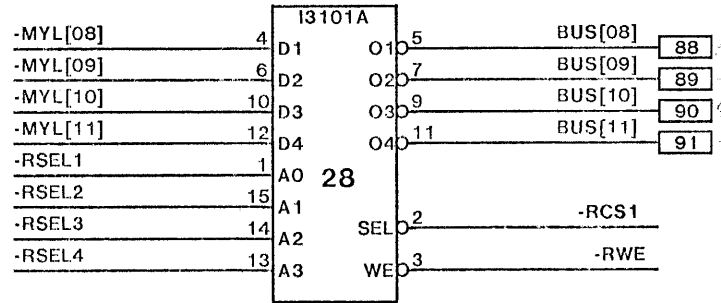 I3101A
-MYL[08] 4 D1 O1 5 BUS[08] 88
-MYL[09] 6 D2 O2 7 BUS[09] 89
-MYL[10] 10 D3 O3 9 BUS[10] 90
-MYL[11] 12 D4 O4 11 BUS[11] 91
-RSEL1 1 A0 28
-RSEL2 15 A1
-RSEL3 14 A2 SEL 2 -RCS1
-RSEL4 13 A3 WE 3 -RWE